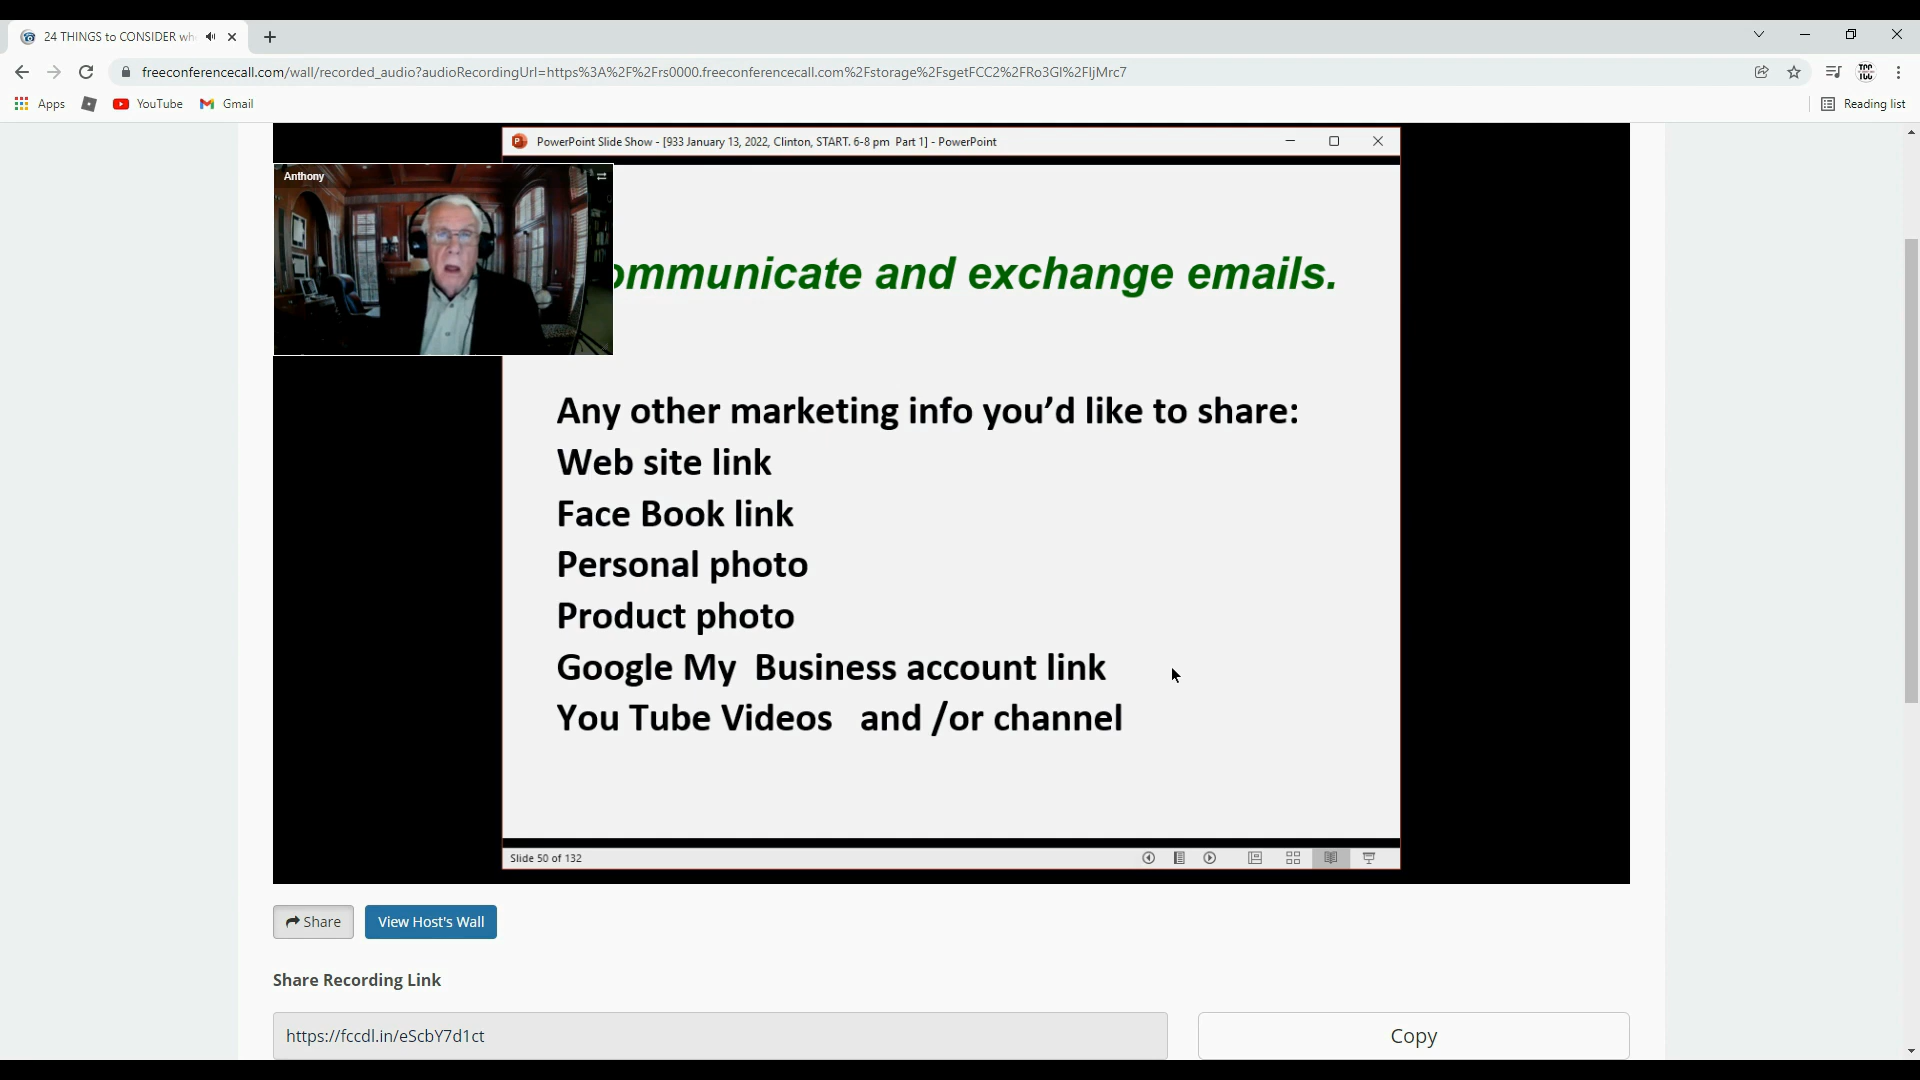 24 THINGS to CONSIDER
freeconferencecall.com/wall/recorded_audio?audioRecordingUrl=https%3A%2F%2Frs0000.freeconferencecall.com%2Fstorage%2FsgetFCC2%2FRo3GI%2FIjMrc7
Apps YouTube Gmail Reading list
PowerPoint Slide Show - [933 January 13, 2022, Clinton, START. 6-8 pm Part 1] - PowerPoint
Anthony
ommunicate and exchange emails.
Any other marketing info you’d like to share:
Web site link
Face Book link
Personal photo
Product photo
Google My Business account link
You Tube Videos and /or channel
Slide 50 of 132
Share View Host's Wall
Share Recording Link
https://fccdl.in/eScbY7d1ct Copy